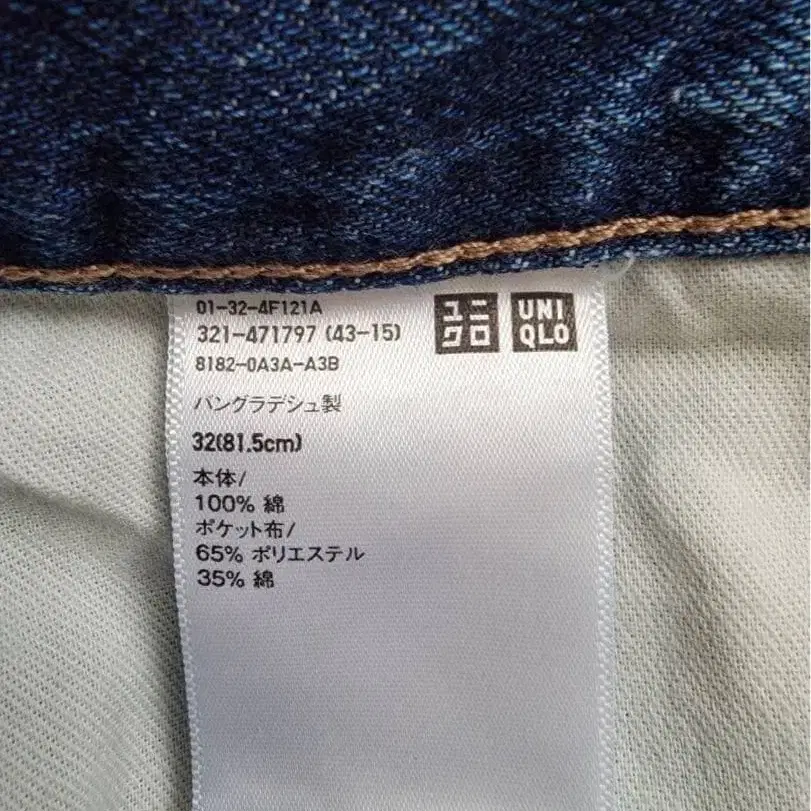 01-32-4F121A
321-471797 (43-15)
8182-0A3A-A3B
ユニ
クロ
UNI
QLO
バングラデシュ製
32(81.5cm)
本体/
100% 綿
ポケット布/
65% ポリエステル
35% 綿